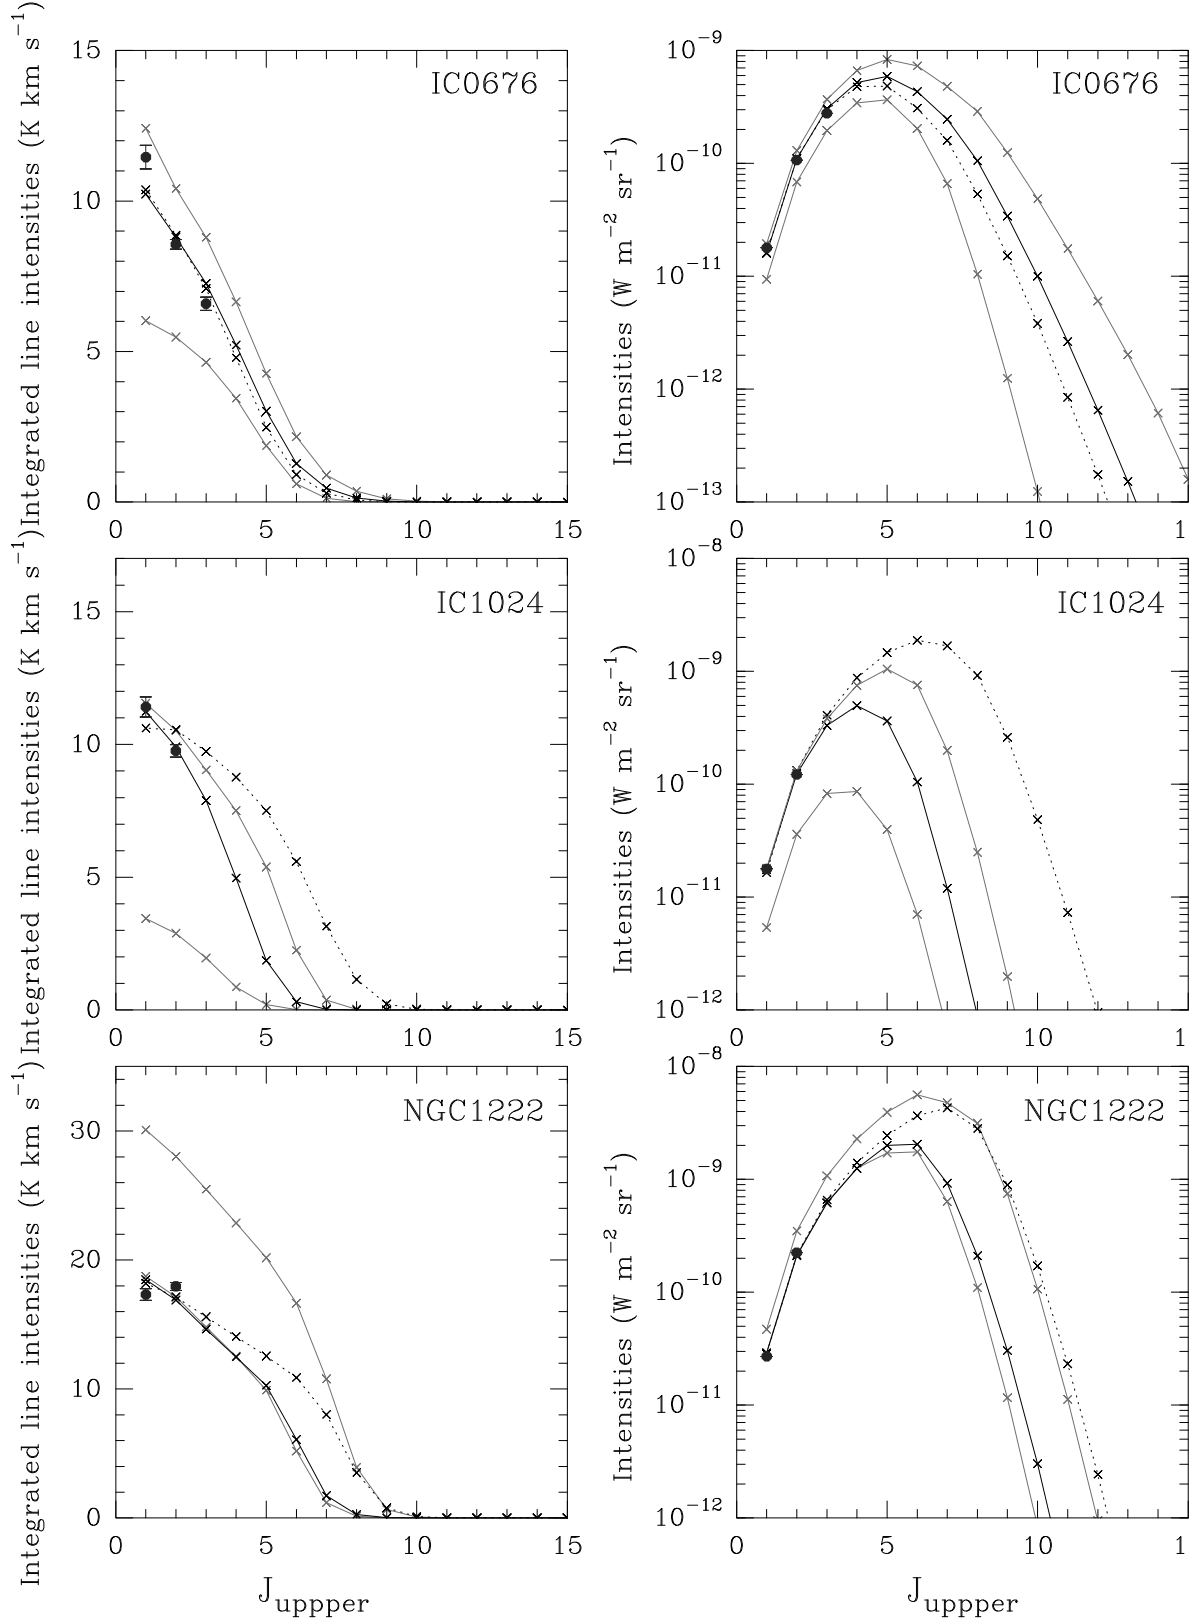 Integrated line intensities (K km s⁻¹)
15
10
5
0
IC0676
0 5 10 15
Intensities (W m⁻² sr⁻¹)
10⁻⁹
10⁻¹⁰
10⁻¹¹
10⁻¹²
10⁻¹³
IC0676
0 5 10 1
Integrated line intensities (K km s⁻¹)
15
10
5
0
IC1024
0 5 10 15
Intensities (W m⁻² sr⁻¹)
10⁻⁸
10⁻⁹
10⁻¹⁰
10⁻¹¹
10⁻¹²
IC1024
0 5 10 1
Integrated line intensities (K km s⁻¹)
30
20
10
0
NGC1222
0 5 10 15
J_uppper
Intensities (W m⁻² sr⁻¹)
10⁻⁸
10⁻⁹
10⁻¹⁰
10⁻¹¹
10⁻¹²
NGC1222
0 5 10 1
J_uppper